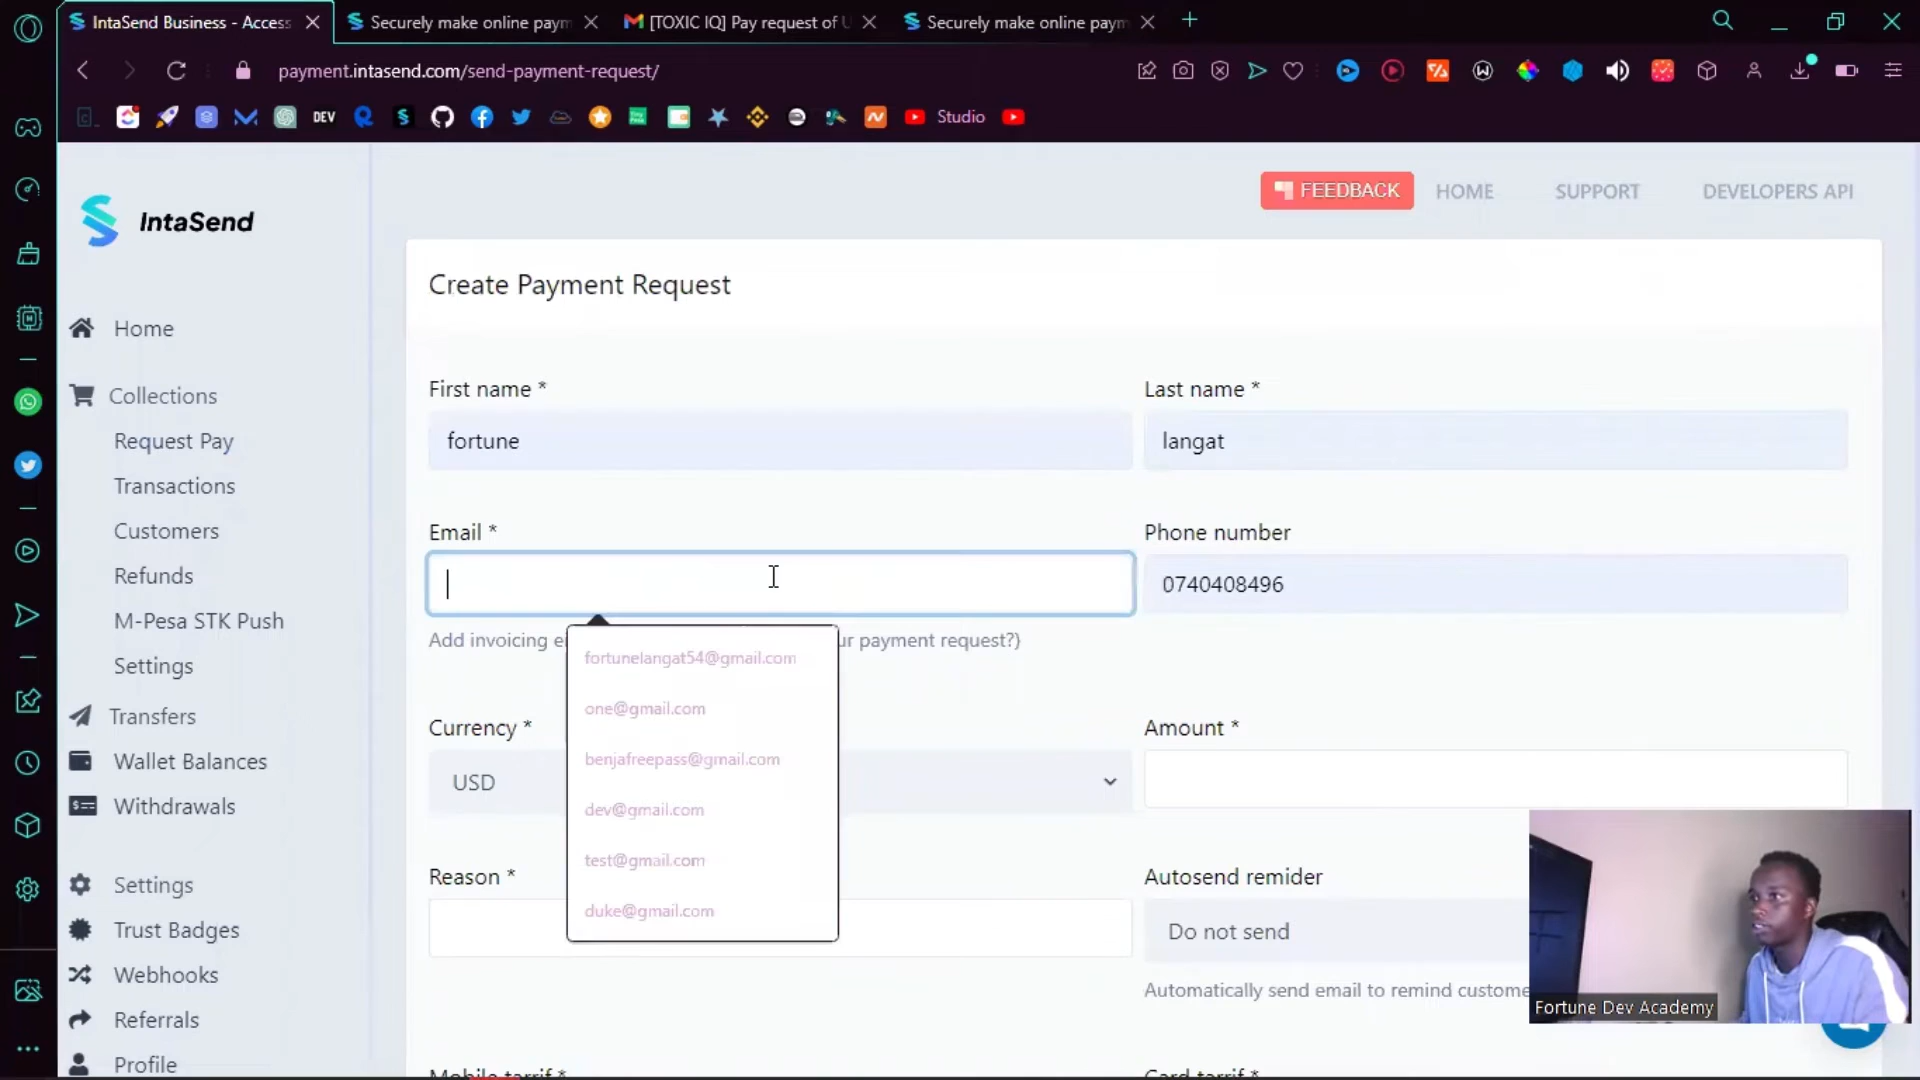 IntaSend Business - Access
Securely make online paym
[TOXIC IQ] Pay request of U
Securely make online paym
payment.intasend.com/send-payment-request/
DEV
Studio
IntaSend
FEEDBACK
HOME
SUPPORT
DEVELOPERS API
Home
Collections
Request Pay
Transactions
Customers
Refunds
M-Pesa STK Push
Settings
Transfers
Wallet Balances
Withdrawals
Settings
Trust Badges
Webhooks
Referrals
Profile
Create Payment Request
First name *
Last name *
fortune
langat
Email *
Phone number
0740408496
Add invoicing e
ur payment request?)
fortunelangat54@gmail.com
one@gmail.com
benjafreepass@gmail.com
dev@gmail.com
test@gmail.com
duke@gmail.com
Currency *
Amount *
USD
Reason *
Autosend remider
Do not send
Automatically send email to remind custome
Mobile tarrif *
Card tarrif *
Fortune Dev Academy